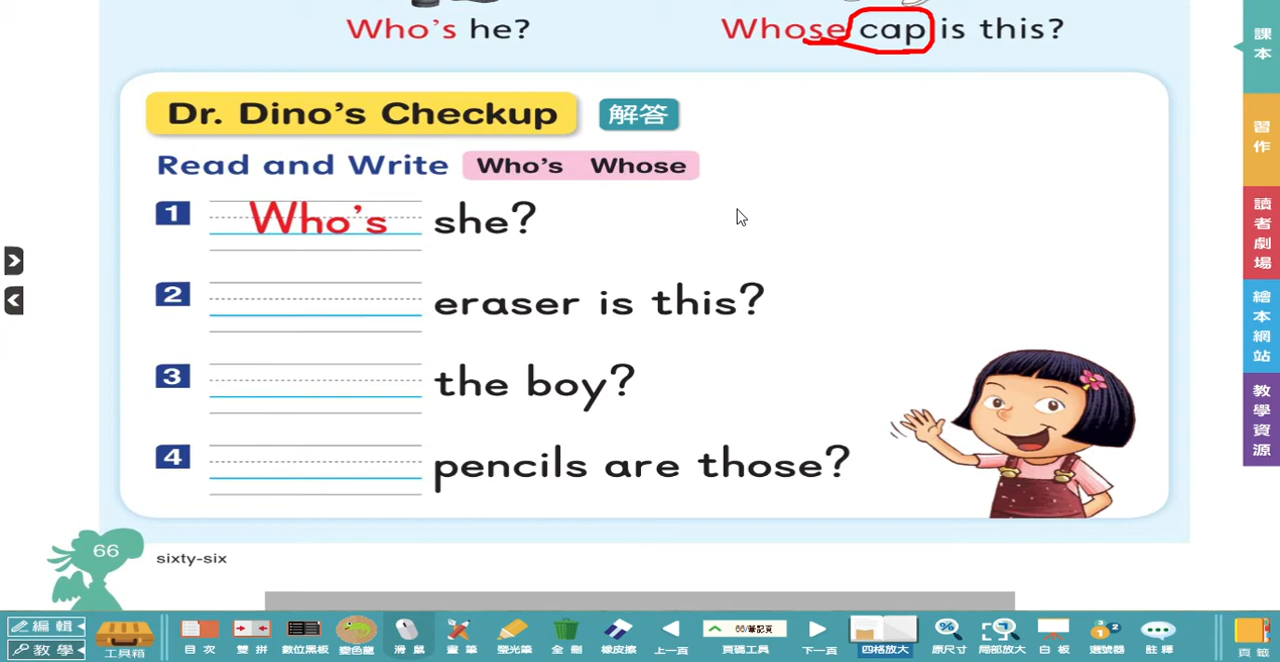 Who's he?
Whose cap is this?
Dr. Dino's Checkup 解答
Read and Write Who's Whose
1 Who's she?
2 eraser is this?
3 the boy?
4 pencils are those?
66 sixty-six
課本
習作
讀者劇場
繪本網站
教學資源
編輯
教學
工具箱
目次
雙拼
數位黑板
變色龍
滑鼠
畫筆
螢光筆
全刪
橡皮擦
上一頁
66/筆記頁
頁碼工具
下一頁
四格放大
原尺寸
局部放大
白板
選號器
註釋
頁籤